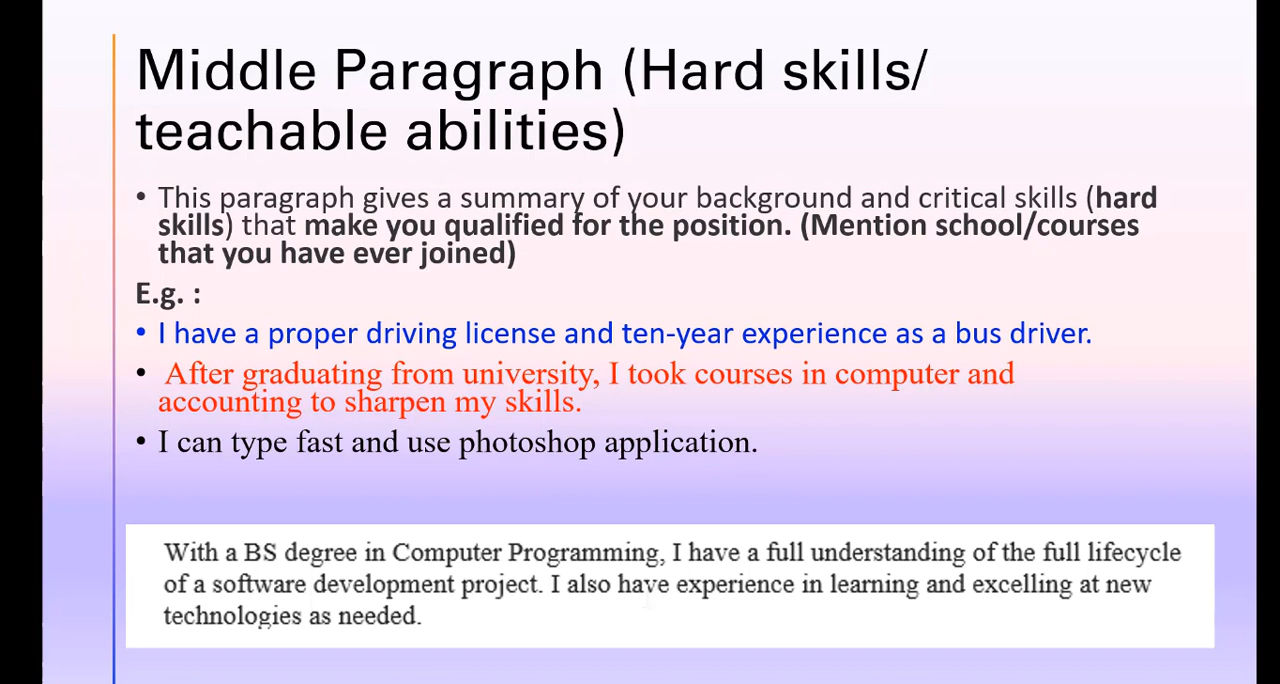 Middle Paragraph (Hard skills/
teachable abilities)
• This paragraph gives a summary of your background and critical skills (hard
skills) that make you qualified for the position. (Mention school/courses
that you have ever joined)
E.g. :
• I have a proper driving license and ten-year experience as a bus driver.
• After graduating from university, I took courses in computer and
accounting to sharpen my skills.
• I can type fast and use photoshop application.
With a BS degree in Computer Programming, I have a full understanding of the full lifecycle
of a software development project. I also have experience in learning and excelling at new
technologies as needed.